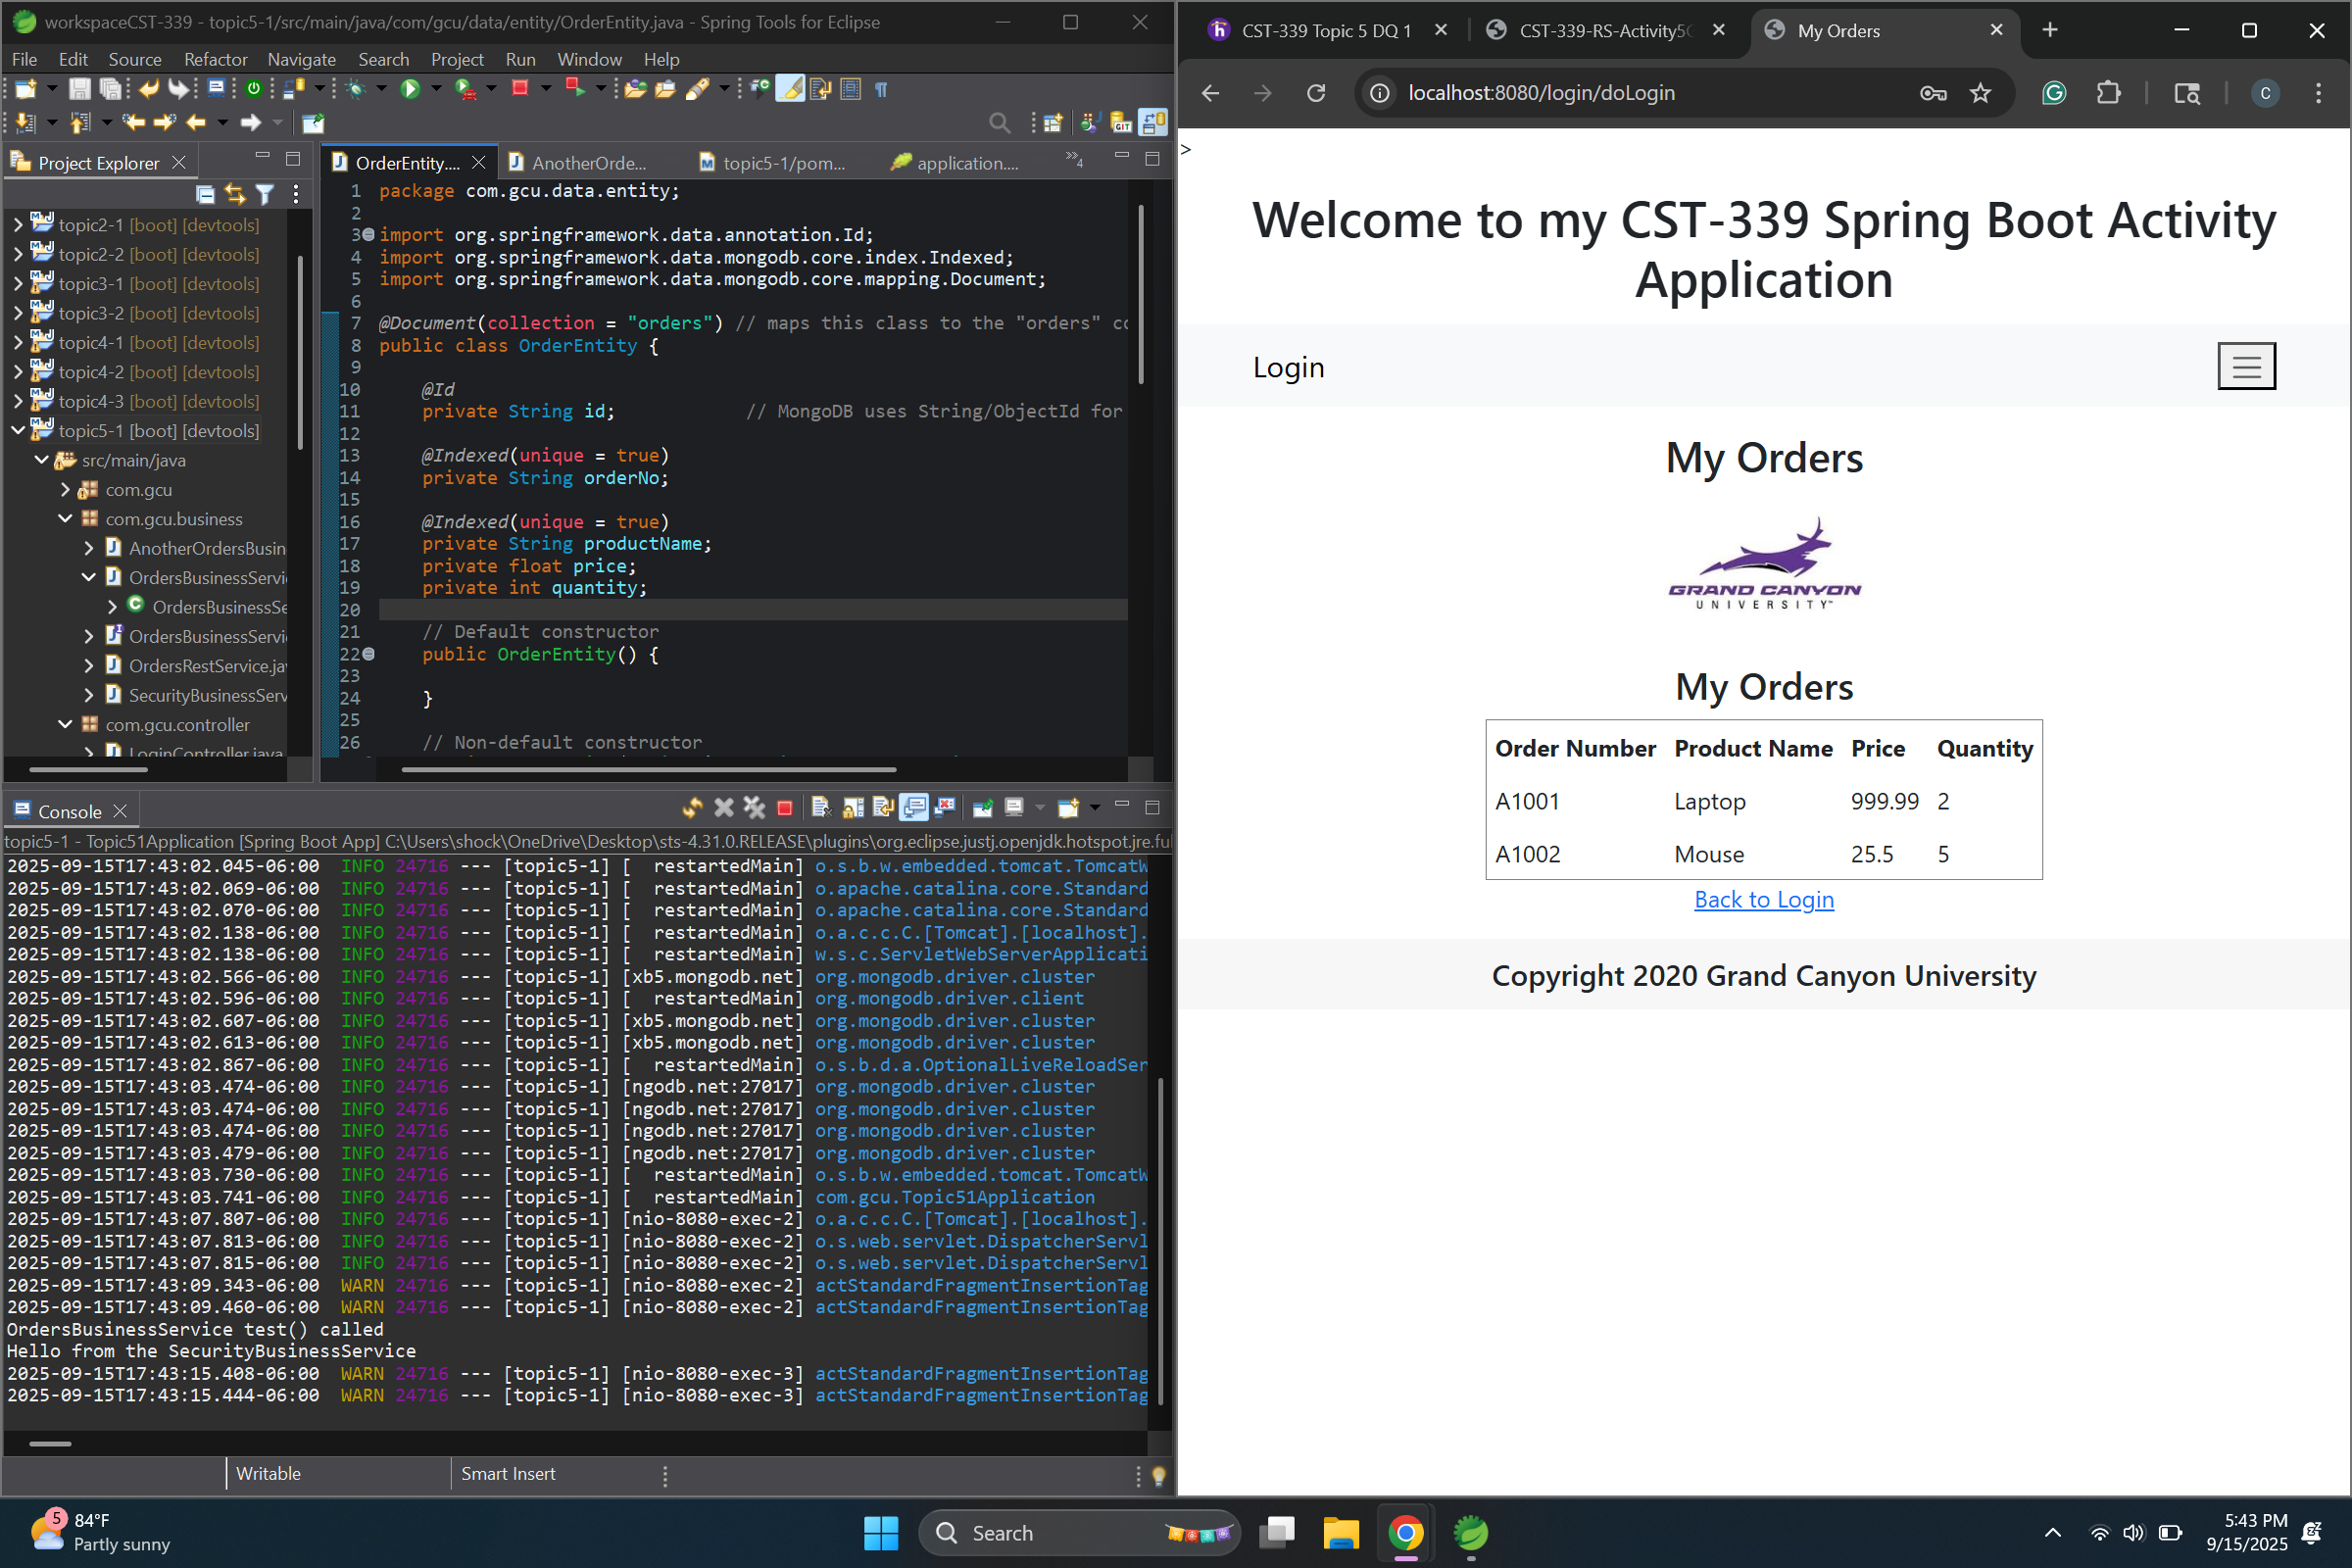 workspaceCST-339 - topic5-1/src/main/java/com/gcu/data/entity/OrderEntity.java - Spring Tools for Eclipse
File Edit Source Refactor Navigate Search Project Run Window Help
Project Explorer
topic2-1 [boot] [devtools]
topic2-2 [boot] [devtools]
topic3-1 [boot] [devtools]
topic3-2 [boot] [devtools]
topic4-1 [boot] [devtools]
topic4-2 [boot] [devtools]
topic4-3 [boot] [devtools]
topic5-1 [boot] [devtools]
src/main/java
com.gcu
com.gcu.business
AnotherOrdersBusin
OrdersBusinessServi
OrdersBusinessSe
OrdersBusinessServi
OrdersRestService.ja
SecurityBusinessServ
com.gcu.controller
LoginController.java
OrderEntity.... AnotherOrde... topic5-1/pom... application.... »4
1 package com.gcu.data.entity;
2
3 import org.springframework.data.annotation.Id;
4 import org.springframework.data.mongodb.core.index.Indexed;
5 import org.springframework.data.mongodb.core.mapping.Document;
6
7 @Document(collection = "orders") // maps this class to the "orders" co
8 public class OrderEntity {
9
10 @Id
11 private String id; // MongoDB uses String/ObjectId for
12
13 @Indexed(unique = true)
14 private String orderNo;
15
16 @Indexed(unique = true)
17 private String productName;
18 private float price;
19 private int quantity;
20
21 // Default constructor
22 public OrderEntity() {
23
24 }
25
26 // Non-default constructor
Console
topic5-1 - Topic51Application [Spring Boot App] C:\Users\shock\OneDrive\Desktop\sts-4.31.0.RELEASE\plugins\org.eclipse.justj.openjdk.hotspot.jre.ful
2025-09-15T17:43:02.045-06:00 INFO 24716 --- [topic5-1] [ restartedMain] o.s.b.w.embedded.tomcat.TomcatW
2025-09-15T17:43:02.069-06:00 INFO 24716 --- [topic5-1] [ restartedMain] o.apache.catalina.core.Standard
2025-09-15T17:43:02.070-06:00 INFO 24716 --- [topic5-1] [ restartedMain] o.apache.catalina.core.Standard
2025-09-15T17:43:02.138-06:00 INFO 24716 --- [topic5-1] [ restartedMain] o.a.c.c.C.[Tomcat].[localhost].
2025-09-15T17:43:02.138-06:00 INFO 24716 --- [topic5-1] [ restartedMain] w.s.c.ServletWebServerApplicati
2025-09-15T17:43:02.566-06:00 INFO 24716 --- [topic5-1] [xb5.mongodb.net] org.mongodb.driver.cluster
2025-09-15T17:43:02.596-06:00 INFO 24716 --- [topic5-1] [ restartedMain] org.mongodb.driver.client
2025-09-15T17:43:02.607-06:00 INFO 24716 --- [topic5-1] [xb5.mongodb.net] org.mongodb.driver.cluster
2025-09-15T17:43:02.613-06:00 INFO 24716 --- [topic5-1] [xb5.mongodb.net] org.mongodb.driver.cluster
2025-09-15T17:43:02.867-06:00 INFO 24716 --- [topic5-1] [ restartedMain] o.s.b.d.a.OptionalLiveReloadSer
2025-09-15T17:43:03.474-06:00 INFO 24716 --- [topic5-1] [ngodb.net:27017] org.mongodb.driver.cluster
2025-09-15T17:43:03.474-06:00 INFO 24716 --- [topic5-1] [ngodb.net:27017] org.mongodb.driver.cluster
2025-09-15T17:43:03.474-06:00 INFO 24716 --- [topic5-1] [ngodb.net:27017] org.mongodb.driver.cluster
2025-09-15T17:43:03.479-06:00 INFO 24716 --- [topic5-1] [ngodb.net:27017] org.mongodb.driver.cluster
2025-09-15T17:43:03.730-06:00 INFO 24716 --- [topic5-1] [ restartedMain] o.s.b.w.embedded.tomcat.TomcatW
2025-09-15T17:43:03.741-06:00 INFO 24716 --- [topic5-1] [ restartedMain] com.gcu.Topic51Application
2025-09-15T17:43:07.807-06:00 INFO 24716 --- [topic5-1] [nio-8080-exec-2] o.a.c.c.C.[Tomcat].[localhost].
2025-09-15T17:43:07.813-06:00 INFO 24716 --- [topic5-1] [nio-8080-exec-2] o.s.web.servlet.DispatcherServl
2025-09-15T17:43:07.815-06:00 INFO 24716 --- [topic5-1] [nio-8080-exec-2] o.s.web.servlet.DispatcherServl
2025-09-15T17:43:09.343-06:00 WARN 24716 --- [topic5-1] [nio-8080-exec-2] actStandardFragmentInsertionTag
2025-09-15T17:43:09.460-06:00 WARN 24716 --- [topic5-1] [nio-8080-exec-2] actStandardFragmentInsertionTag
OrdersBusinessService test() called
Hello from the SecurityBusinessService
2025-09-15T17:43:15.408-06:00 WARN 24716 --- [topic5-1] [nio-8080-exec-3] actStandardFragmentInsertionTag
2025-09-15T17:43:15.444-06:00 WARN 24716 --- [topic5-1] [nio-8080-exec-3] actStandardFragmentInsertionTag
Writable Smart Insert
CST-339 Topic 5 DQ 1 CST-339-RS-Activity5G My Orders
localhost:8080/login/doLogin C
>
Welcome to my CST-339 Spring Boot Activity
Application
Login
My Orders
GRAND CANYON
UNIVERSITY™
My Orders
Order Number Product Name Price Quantity
A1001 Laptop 999.99 2
A1002 Mouse 25.5 5
Back to Login
Copyright 2020 Grand Canyon University
5 84°F
Partly sunny
Search
5:43 PM
9/15/2025